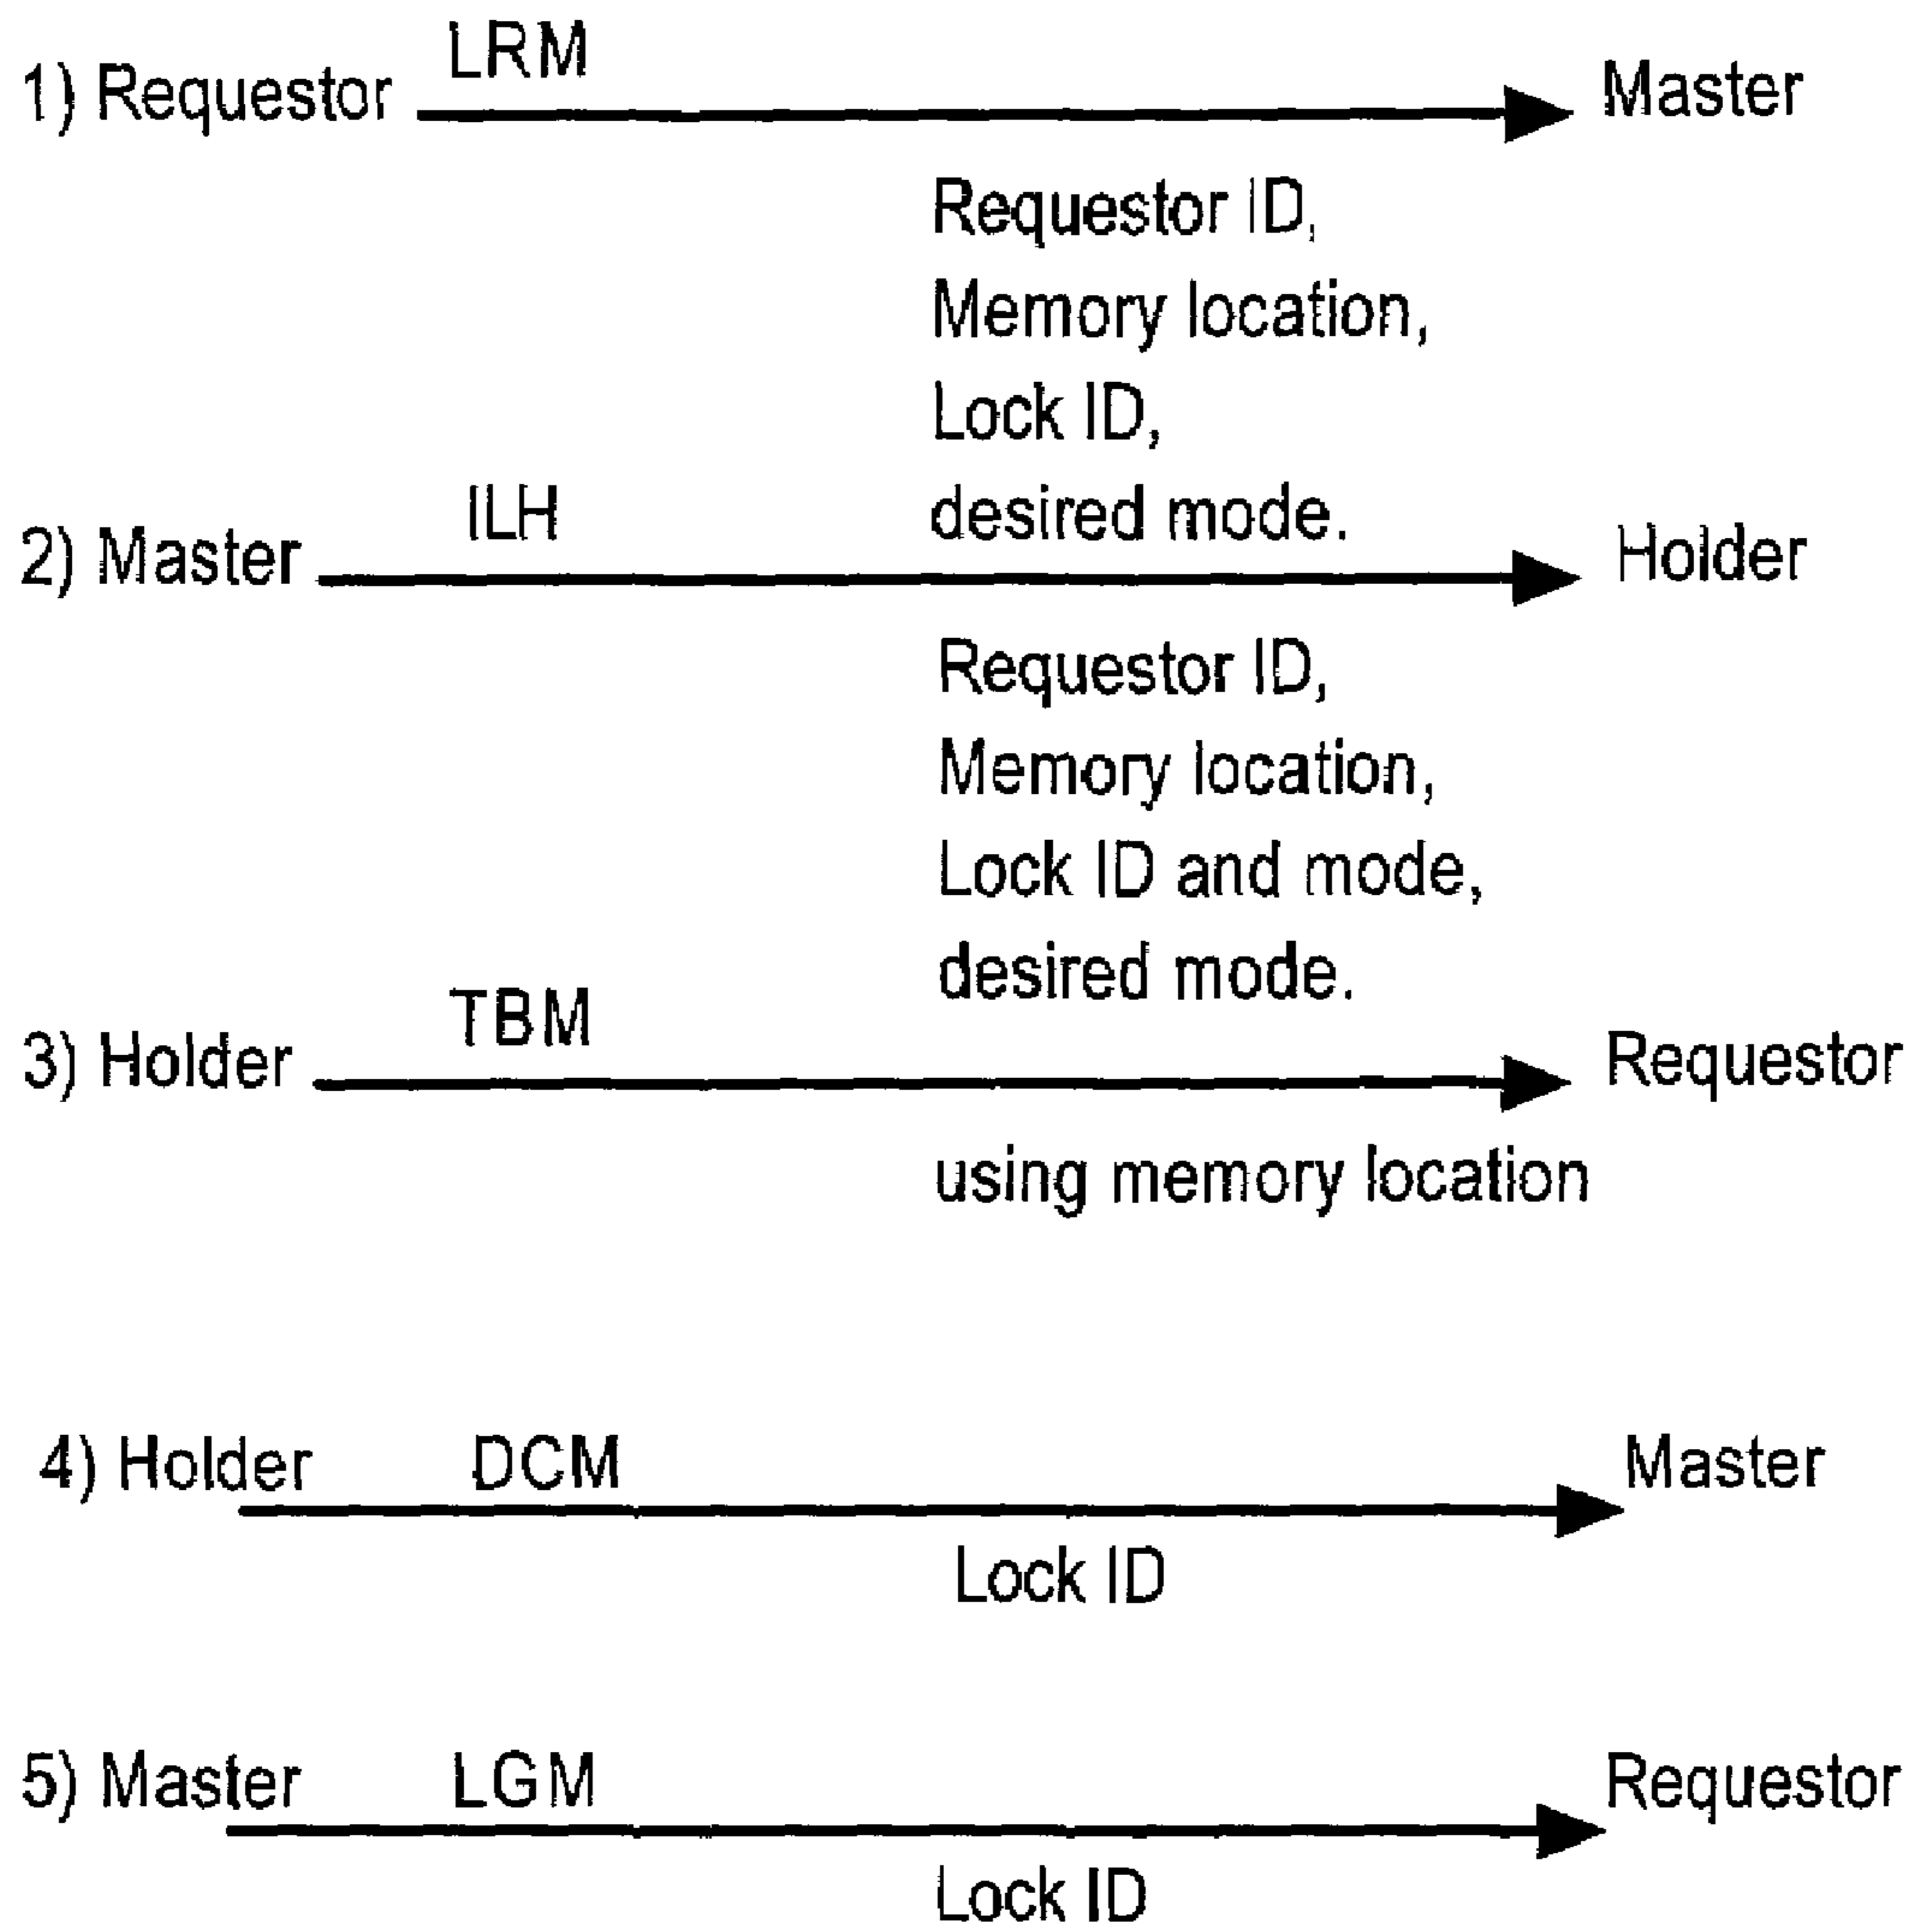 LRM
1) Requestor Master
Requestor ID,
Memory location,
Lock ID,
desired mode.
ILH
2) Master Holder
Requestor ID,
Memory location,
Lock ID and mode,
desired mode.
TBM
3) Holder Requestor
using memory location
4) Holder DCM Master
Lock ID
5) Master LGM Requestor
Lock ID